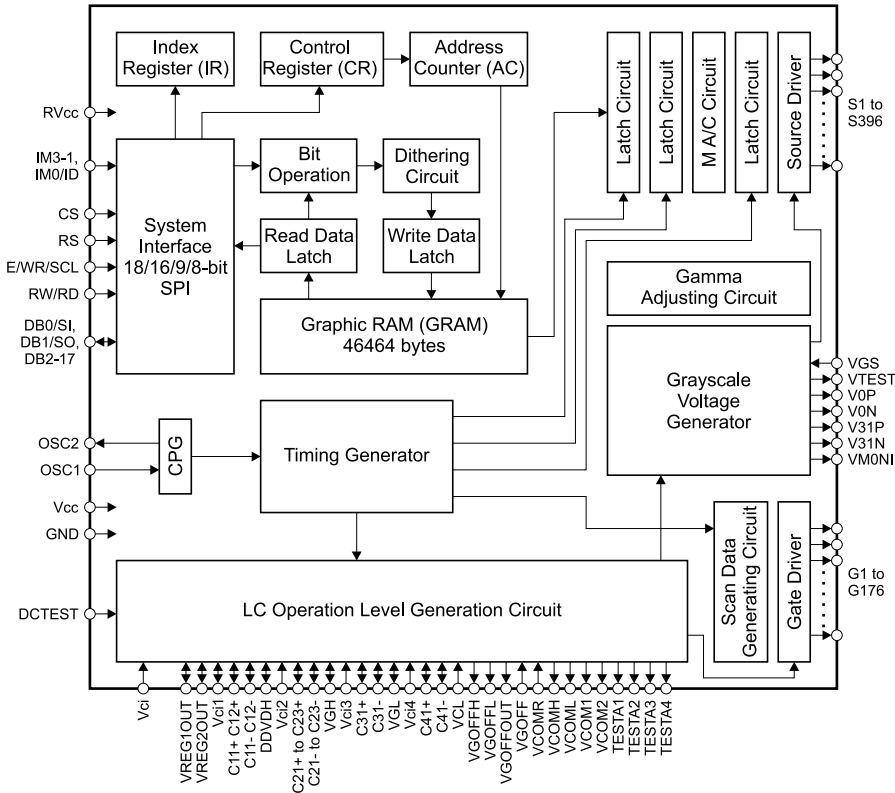 Index
Register (IR)
Control
Register (CR)
Address
Counter (AC)
Latch Circuit
Latch Circuit
M A/C Circuit
Latch Circuit
Source Driver
S1 to
S396
RVcc
IM3-1,
IM0/ID
CS
RS
E/WR/SCL
RW/RD
DB0/SI,
DB1/SO,
DB2-17
System
Interface
18/16/9/8-bit
SPI
Bit
Operation
Dithering
Circuit
Read Data
Latch
Write Data
Latch
Graphic RAM (GRAM)
46464 bytes
Gamma
Adjusting Circuit
Grayscale
Voltage
Generator
VGS
VTEST
V0P
V0N
V31P
V31N
VM0NI
OSC2
OSC1
CPG
Timing Generator
Vcc
GND
DCTEST
LC Operation Level Generation Circuit
Scan Data
Generating Circuit
Gate Driver
G1 to
G176
Vci
VREG1OUT
VREG2OUT
Vci1
C11+ C12+
C11- C12-
DDVDH
Vci2
C21+ to C23+
C21- to C23-
VGH
Vci3
C31+
C31-
VGL
Vci4
C41+
C41-
VCL
VGOFFH
VGOFFL
VGOFFOUT
VGOFF
VCOMR
VCOMH
VCOML
VCOM1
VCOM2
TESTA1
TESTA2
TESTA3
TESTA4